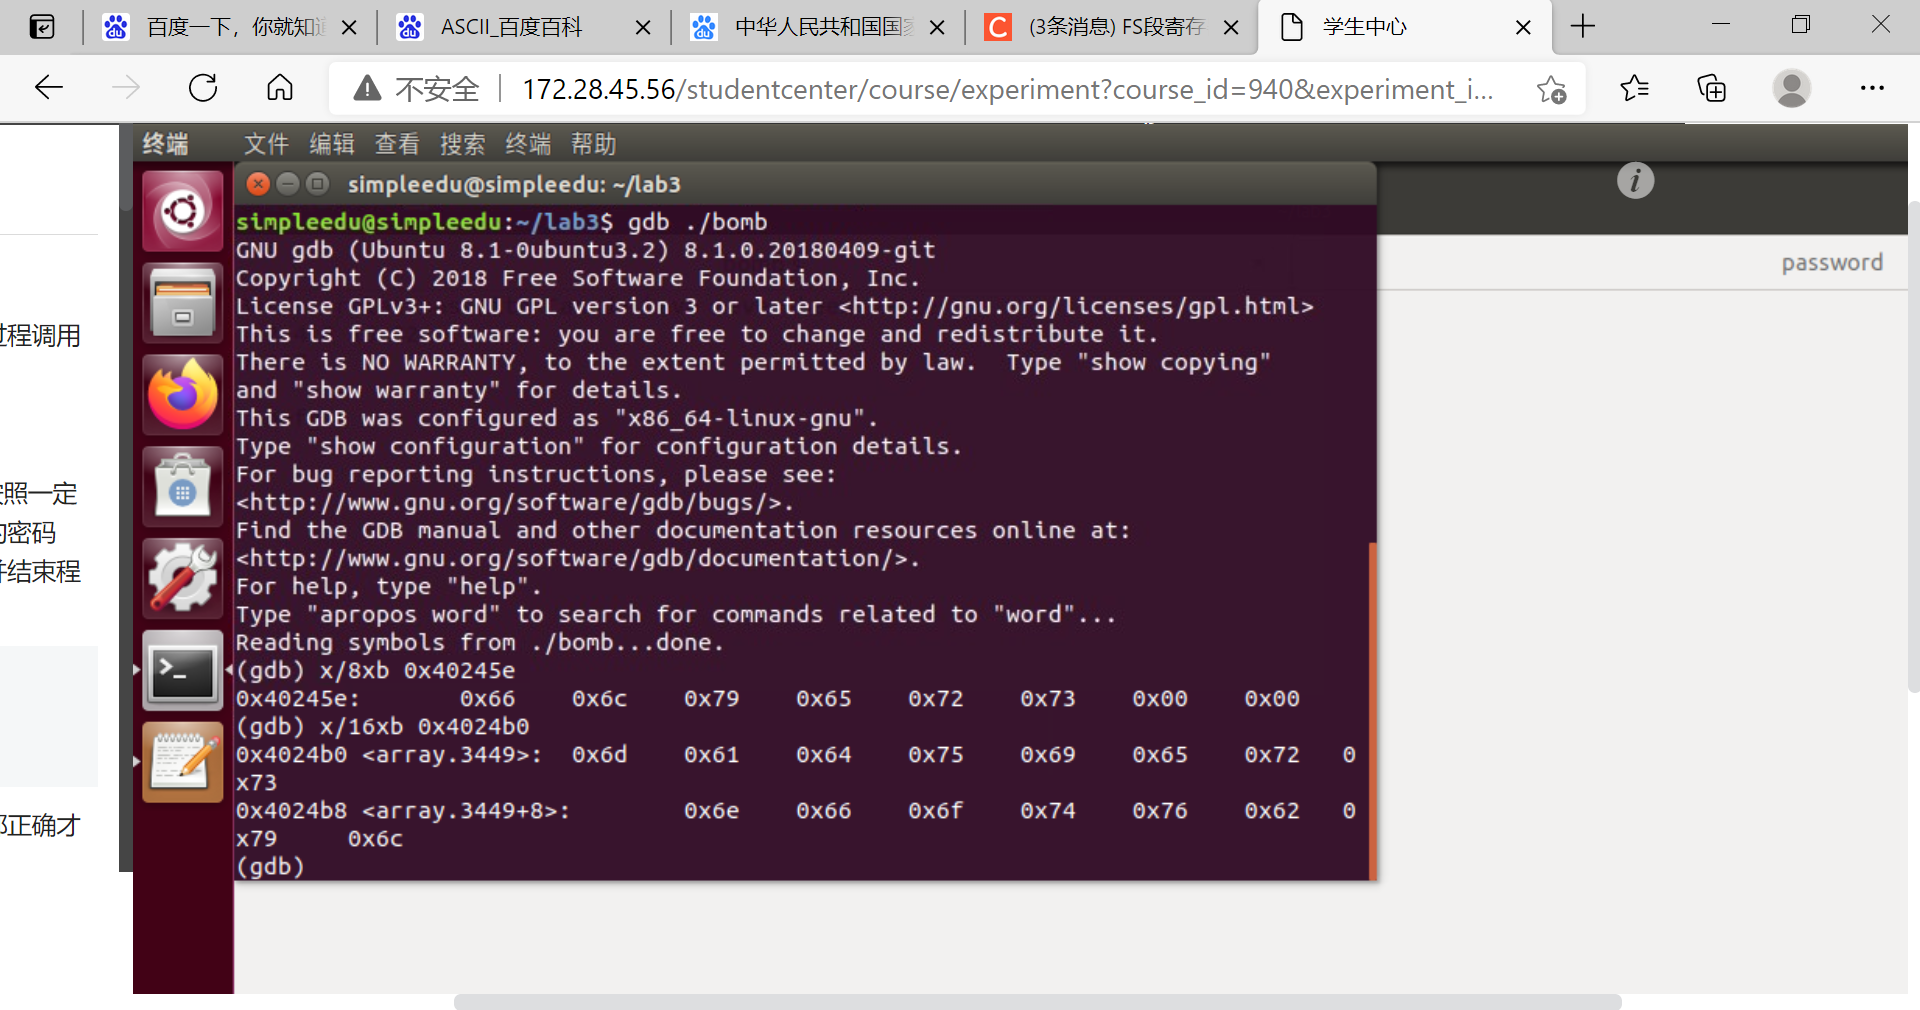 百度一下，你就知道
ASCII_百度百科
中华人民共和国国家
(3条消息) FS段寄存
学生中心
不安全 172.28.45.56/studentcenter/course/experiment?course_id=940&experiment_i...
终端 文件 编辑 查看 搜索 终端 帮助
simpleedu@simpleedu: ~/lab3
password
过程调用
按照一定
的密码
并结束程
都正确才
simpleedu@simpleedu:~/lab3$ gdb ./bomb
GNU gdb (Ubuntu 8.1-0ubuntu3.2) 8.1.0.20180409-git
Copyright (C) 2018 Free Software Foundation, Inc.
License GPLv3+: GNU GPL version 3 or later <http://gnu.org/licenses/gpl.html>
This is free software: you are free to change and redistribute it.
There is NO WARRANTY, to the extent permitted by law.  Type "show copying"
and "show warranty" for details.
This GDB was configured as "x86_64-linux-gnu".
Type "show configuration" for configuration details.
For bug reporting instructions, please see:
<http://www.gnu.org/software/gdb/bugs/>.
Find the GDB manual and other documentation resources online at:
<http://www.gnu.org/software/gdb/documentation/>.
For help, type "help".
Type "apropos word" to search for commands related to "word"...
Reading symbols from ./bomb...done.
(gdb) x/8xb 0x40245e
0x40245e: 0x66 0x6c 0x79 0x65 0x72 0x73 0x00 0x00
(gdb) x/16xb 0x4024b0
0x4024b0 <array.3449>: 0x6d 0x61 0x64 0x75 0x69 0x65 0x72 0
x73
0x4024b8 <array.3449+8>: 0x6e 0x66 0x6f 0x74 0x76 0x62 0
x79 0x6c
(gdb)